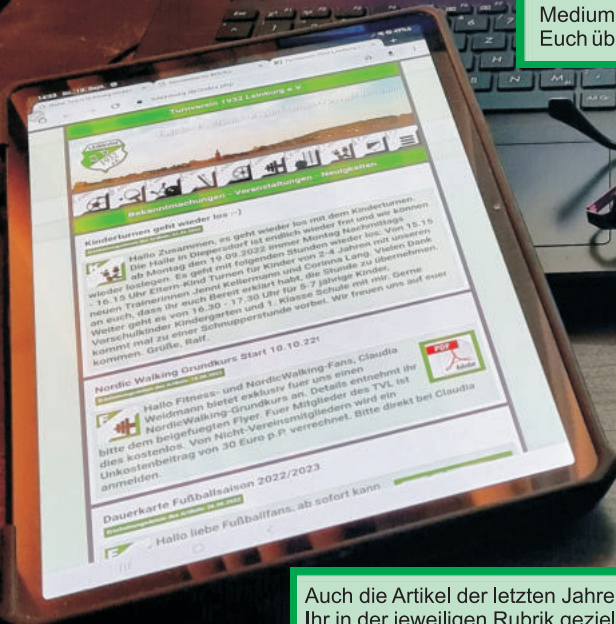 Medium
Euch üb
Turnverein 1932 Leinburg e.V.
Bekanntmachungen - Veranstaltungen - Neuigkeiten
Kinderturnen geht wieder los :-)
Hallo Zusammen, es geht wieder los mit dem Kinderturnen.
Die Halle in Diepersdorf ist endlich wieder frei und wir können
ab Montag den 19.09.2022 immer Montag Nachmittags
wieder loslegen. Es geht mit folgenden Stunden wieder los: Von 15.15
- 16.15 Uhr Eltern-Kind Turnen für Kinder von 2-4 Jahren mit unseren
neuen Trainerinnen Jenni Kellermann und Corinna Lang. Vielen Dank
an euch, dass ihr euch Bereit erklärt habt, die Stunde zu übernehmen.
Weiter geht es von 16.30 - 17.30 Uhr für 5-7 jährige Kinder,
Vorschulkinder Kindergarten und 1. Klasse Schule mit mir. Gerne
kommt mal zu einer Schnupperstunde vorbei. Wir freuen uns auf euer
kommen. Grüße, Ralf.
Nordic Walking Grundkurs Start 10.10.22!
Hallo Fitness- und NordicWalking-Fans, Claudia
Weidmann bietet exklusiv fuer uns einen
NordicWalking-Grundkurs an. Details entnehmt ihr
bitte dem beigefuegten Flyer. Fuer Mitglieder des TVL ist
dies kostenlos. Von Nicht-Vereinsmitgliedern wird ein
Unkostenbeitrag von 30 Euro p.P. verrechnet. Bitte direkt bei Claudia
anmelden.
PDF
Adobe
Dauerkarte Fußballsaison 2022/2023
Hallo liebe Fußballfans, ab sofort kann
Auch die Artikel der letzten Jahre
Ihr in der jeweiligen Rubrik geziel